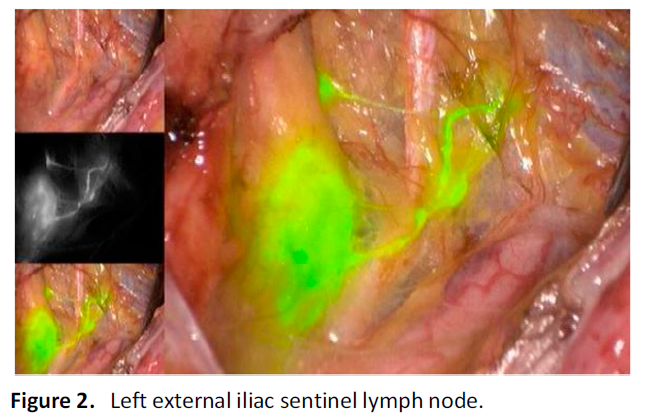 Figure 2. Left external iliac sentinel lymph node.